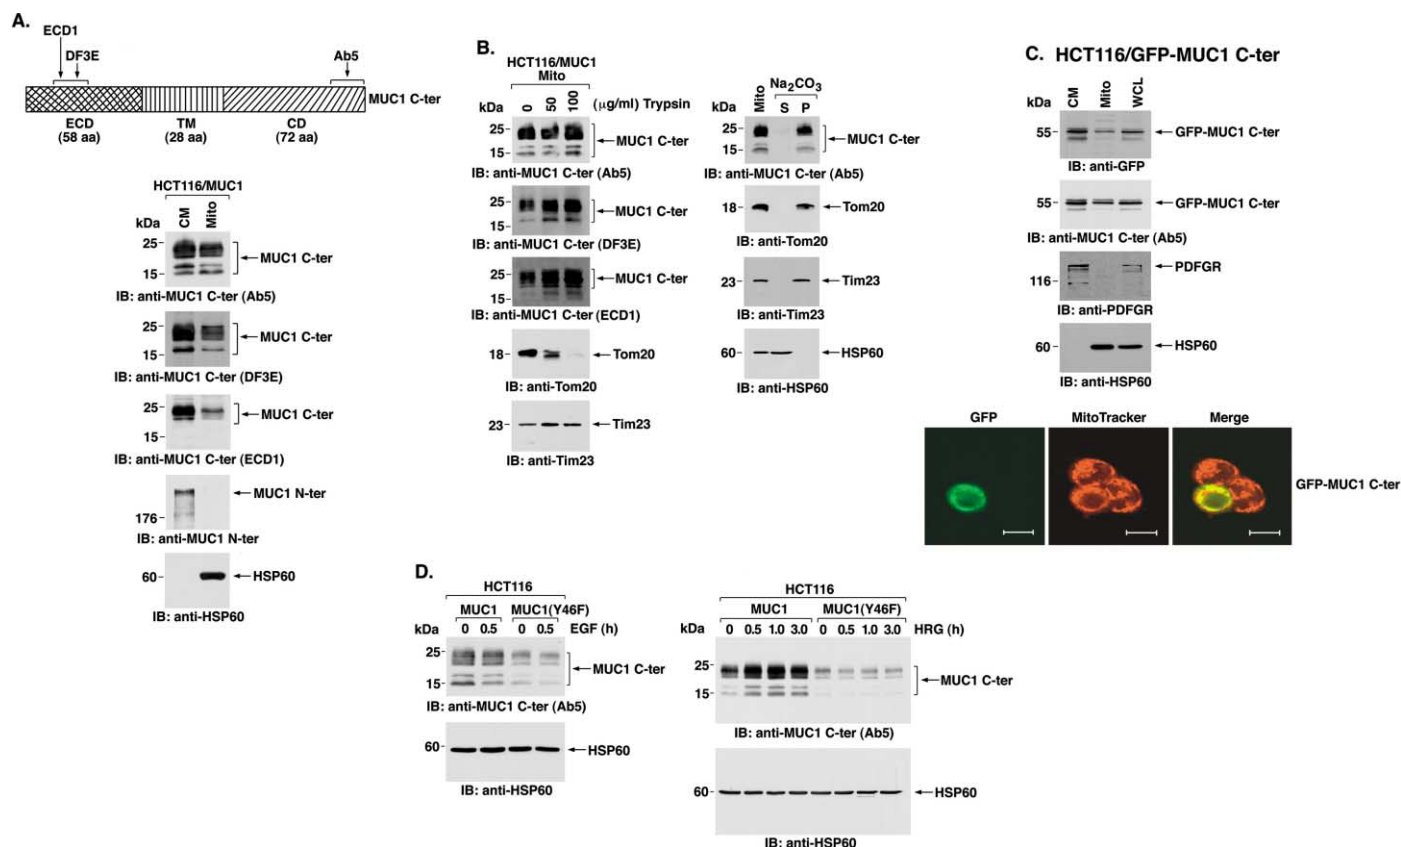 A.
ECD1
DF3E
Ab5
MUC1 C-ter
ECD TM CD
(58 aa) (28 aa) (72 aa)
HCT116/MUC1
CM Mito
kDa
25
15
MUC1 C-ter
IB: anti-MUC1 C-ter (Ab5)
25
15
MUC1 C-ter
IB: anti-MUC1 C-ter (DF3E)
25
15
MUC1 C-ter
IB: anti-MUC1 C-ter (ECD1)
MUC1 N-ter
176
IB: anti-MUC1 N-ter
60
HSP60
IB: anti-HSP60
B.
HCT116/MUC1
Mito
kDa 0 50 100 (μg/ml) Trypsin
25
15
MUC1 C-ter
IB: anti-MUC1 C-ter (Ab5)
25
15
MUC1 C-ter
IB: anti-MUC1 C-ter (DF3E)
25
15
MUC1 C-ter
IB: anti-MUC1 C-ter (ECD1)
18 Tom20
IB: anti-Tom20
23 Tim23
IB: anti-Tim23
Na2CO3
kDa Mito S P
25
15
MUC1 C-ter
IB: anti-MUC1 C-ter (Ab5)
18 Tom20
IB: anti-Tom20
23 Tim23
IB: anti-Tim23
60 HSP60
IB: anti-HSP60
C. HCT116/GFP-MUC1 C-ter
kDa CM Mito WCL
55 GFP-MUC1 C-ter
IB: anti-GFP
55 GFP-MUC1 C-ter
IB: anti-MUC1 C-ter (Ab5)
PDFGR
116
IB: anti-PDFGR
60 HSP60
IB: anti-HSP60
GFP MitoTracker Merge
GFP-MUC1 C-ter
D.
HCT116
MUC1 MUC1(Y46F)
kDa 0 0.5 0 0.5 EGF (h)
25
15
MUC1 C-ter
IB: anti-MUC1 C-ter (Ab5)
60 HSP60
IB: anti-HSP60
HCT116
MUC1 MUC1(Y46F)
kDa 0 0.5 1.0 3.0 0 0.5 1.0 3.0 HRG (h)
25
15
MUC1 C-ter
IB: anti-MUC1 C-ter (Ab5)
60 HSP60
IB: anti-HSP60